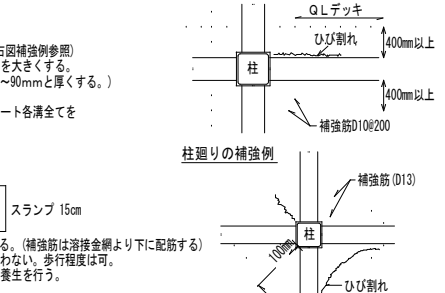 右図補強例参照)
を大きくする。
~90mmと厚くする。)
ート各溝全てを
スランプ 15cm
る。(補強筋は溶接金網より下に配筋する)
わない。歩行程度は可。
養生を行う。
QLデッキ
ひび割れ
400mm以上
柱
400mm以上
補強筋D10@200
柱廻りの補強例
補強筋(D13)
柱
100mm
ひび割れ